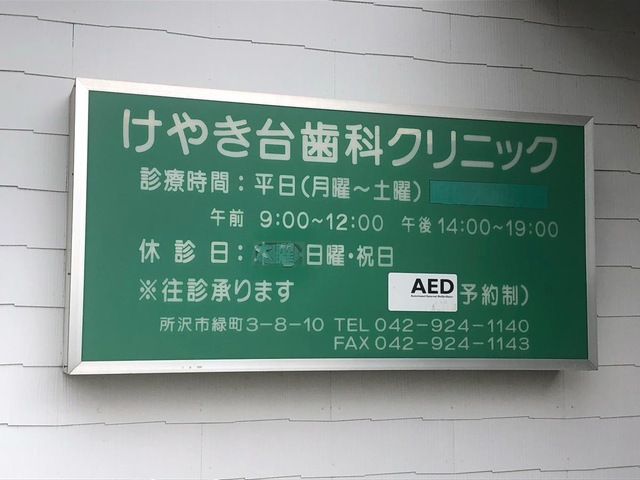 けやき台歯科クリニック
診療時間：平日(月曜～土曜)
午前 9:00～12:00 午後 14:00～19:00
休診日：木曜 日曜・祝日
※往診承ります AED 予約制)
所沢市緑町3-8-10 TEL 042-924-1140
FAX 042-924-1143